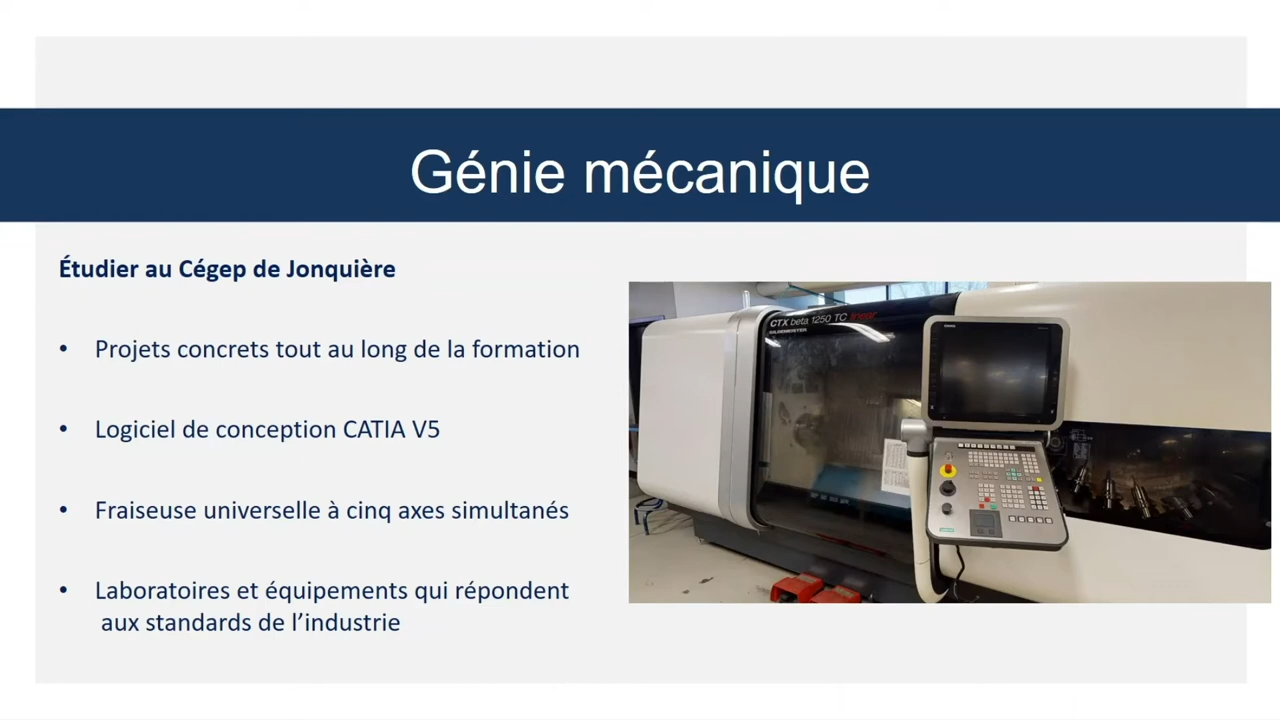 Génie mécanique
Étudier au Cégep de Jonquière
• Projets concrets tout au long de la formation
• Logiciel de conception CATIA V5
• Fraiseuse universelle à cinq axes simultanés
• Laboratoires et équipements qui répondent
aux standards de l’industrie
CTX beta 1250 TC linear
GILDEMEISTER